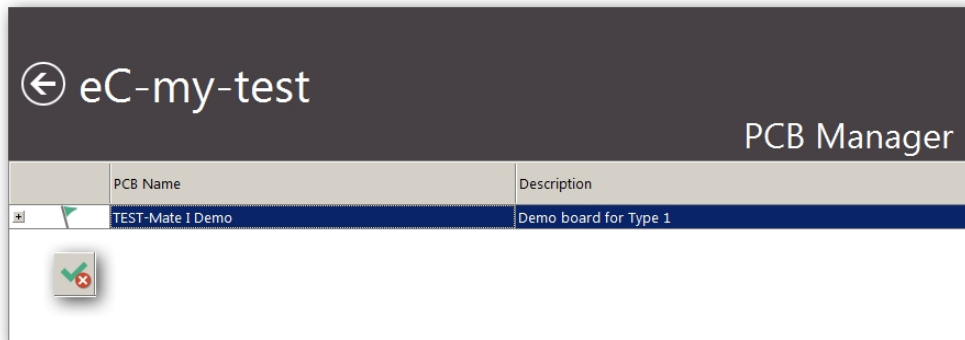 eC-my-test
PCB Manager
PCB Name Description
TEST-Mate I Demo Demo board for Type 1